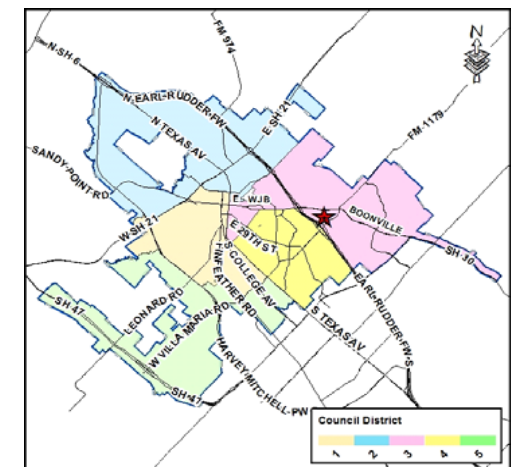 N-SH-6
FM-974
N
N-EARL-RUDDER-FW
E-SH-21
N TEXAS-AV
FM-1179
SANDY-POINT-RD
E-WJB
BOONVILLE
W-SH-21
E 29TH ST
SH-30
S COLLEGE-AV
FINFEATHER RD
EARL-RUDDER-FW-S
LEONARD RD
S TEXAS-AV
SH-47
W VILLA MARIA-RD
HARVEY-MITCHELL-PW
SH-47
Council District
1 2 3 4 5